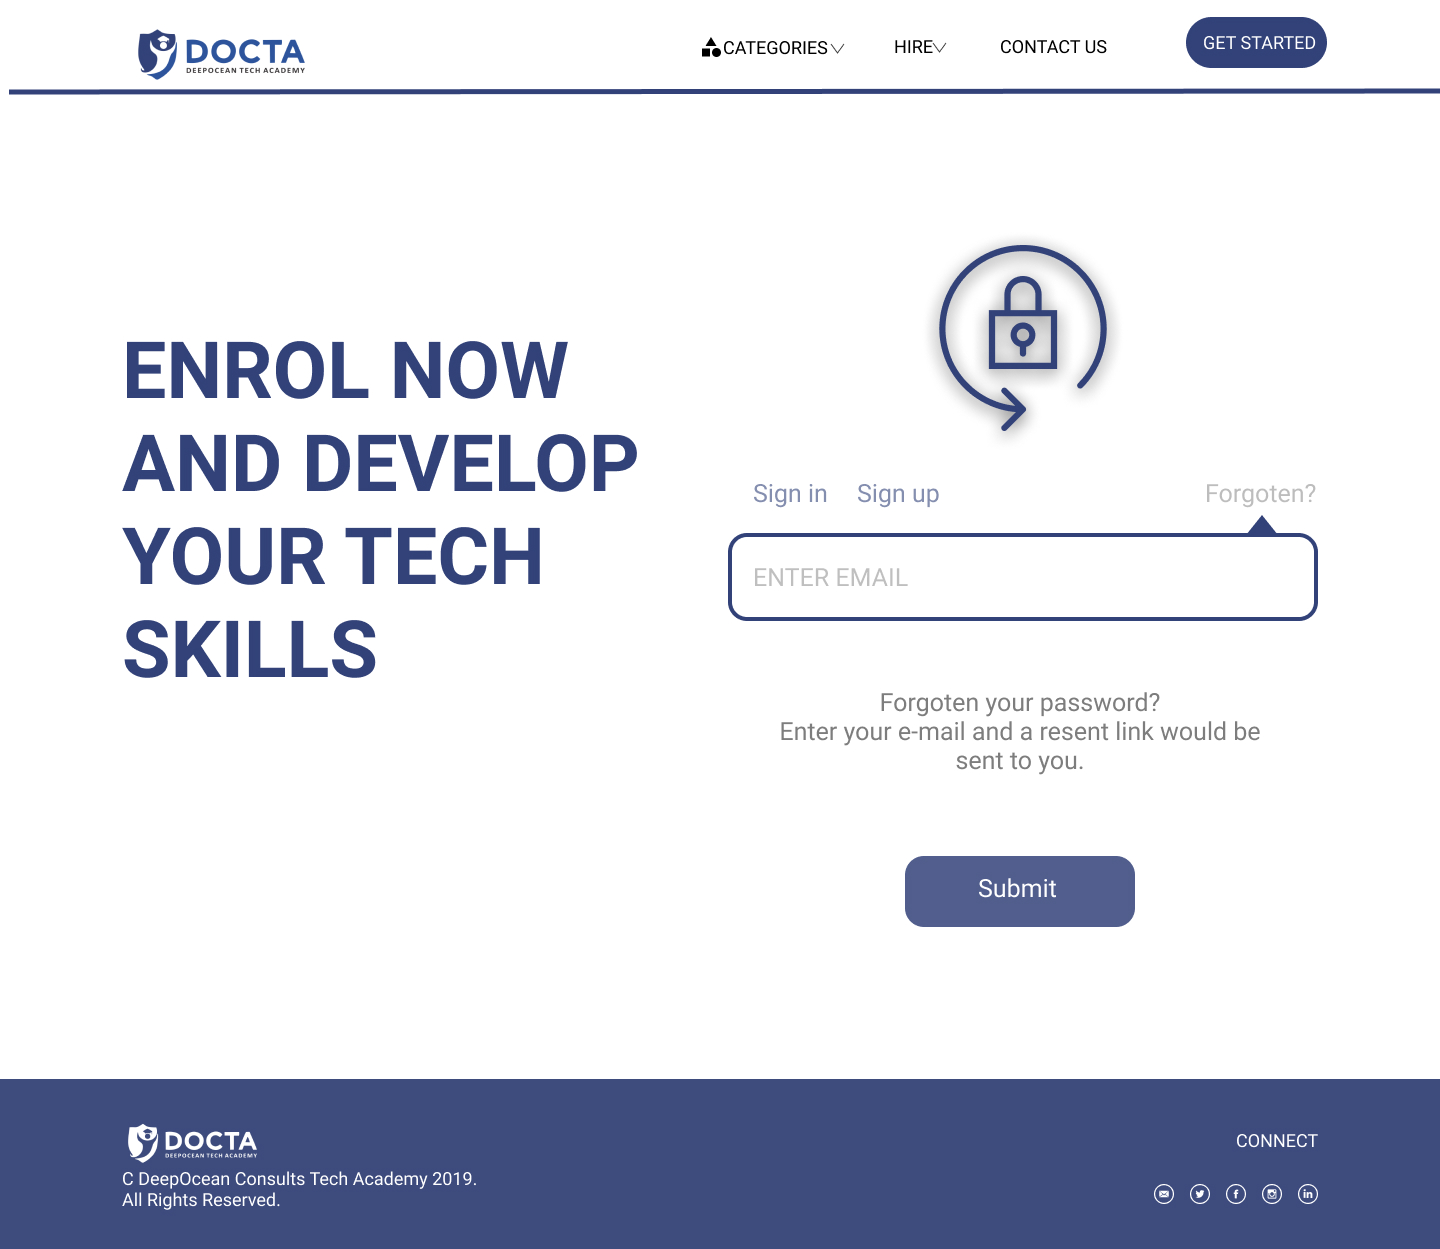 DOCTA
DEEPOCEAN TECH ACADEMY
CATEGORIES
HIRE
CONTACT US
GET STARTED
ENROL NOW
AND DEVELOP
YOUR TECH
SKILLS
Sign in
Sign up
Forgoten?
ENTER EMAIL
Forgoten your password?
Enter your e-mail and a resent link would be
sent to you.
Submit
DOCTA
DEEPOCEAN TECH ACADEMY
C DeepOcean Consults Tech Academy 2019.
All Rights Reserved.
CONNECT